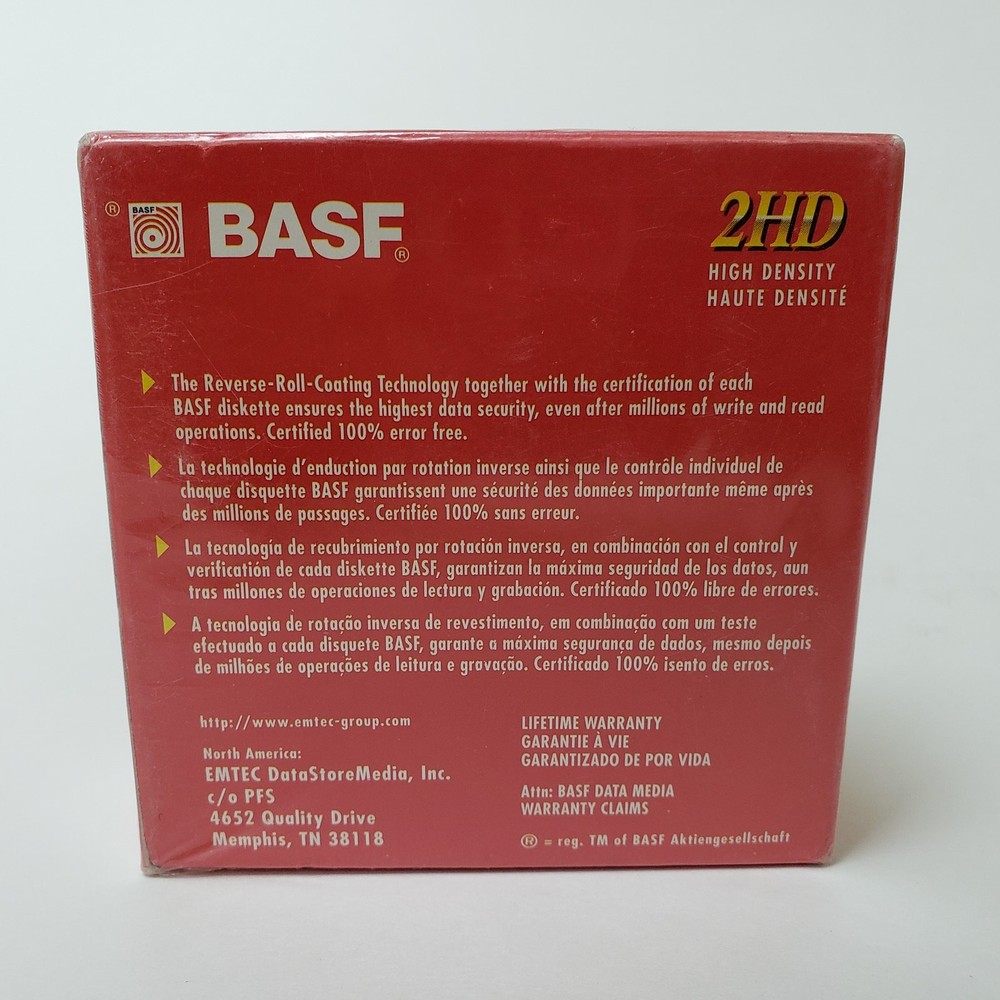 ® BASF BASF®
2HD
HIGH DENSITY
HAUTE DENSITÉ
The Reverse-Roll-Coating Technology together with the certification of each
BASF diskette ensures the highest data security, even after millions of write and read
operations. Certified 100% error free.
La technologie d'enduction par rotation inverse ainsi que le contrôle individuel de
chaque disquette BASF garantissent une sécurité des données importante même après
des millions de passages. Certifiée 100% sans erreur.
La tecnología de recubrimiento por rotación inversa, en combinación con el control y
verificatión de cada diskette BASF, garantizan la máxima seguridad de los datos, aun
tras millones de operaciones de lectura y grabación. Certificado 100% libre de errores.
A tecnologia de rotação inversa de revestimento, em combinação com um teste
efectuado a cada disquete BASF, garante a máxima segurança de dados, mesmo depois
de milhões de operações de leitura e grovação. Certificado 100% isento de erros.
http://www.emtec-group.com
North America:
EMTEC DataStoreMedia, Inc.
c/o PFS
4652 Quality Drive
Memphis, TN 38118
LIFETIME WARRANTY
GARANTIE À VIE
GARANTIZADO DE POR VIDA
Attn: BASF DATA MEDIA
WARRANTY CLAIMS
® = reg. TM of BASF Aktiengesellschaft